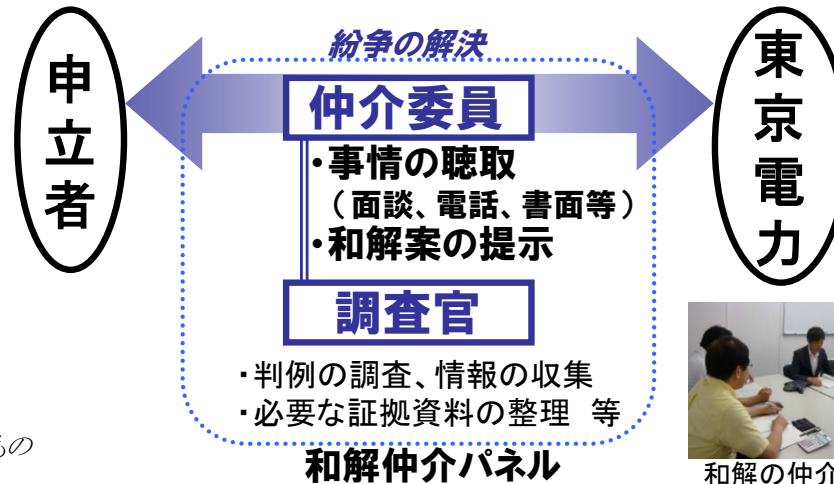 紛争の解決
申立者
東京電力
仲介委員
・事情の聴取
（面談、電話、書面等）
・和解案の提示
調査官
・判例の調査、情報の収集
・必要な証拠資料の整理 等
もの
和解仲介パネル
和解の仲介